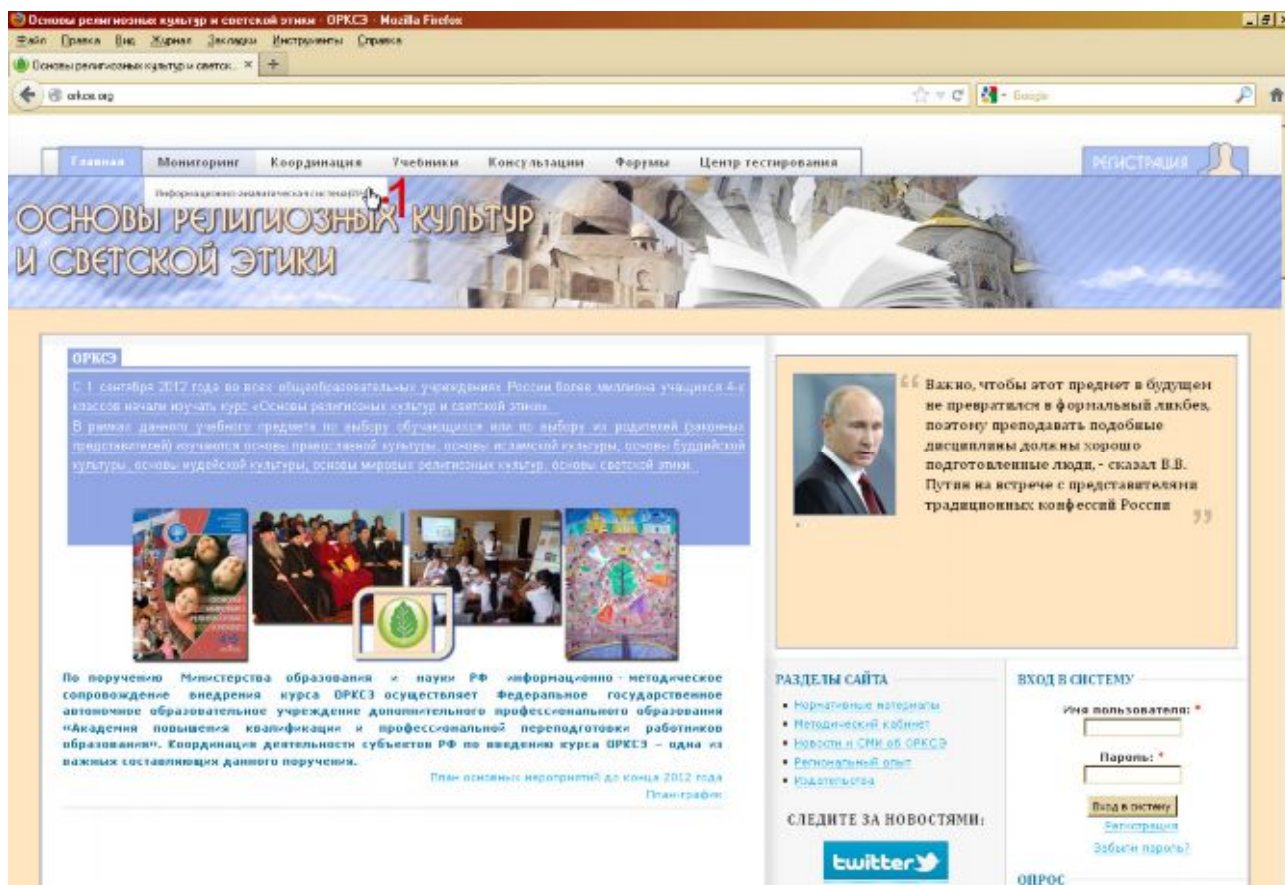 Основы религиозных культур и светской этики - ОРКСЭ - Mozilla Firefox
Файл Правка Вид Журнал Закладки Инструменты Справка
Основы религиозных культур и светск...
orkce.org
Google
Главная Мониторинг Координация Учебники Консультации Форумы Центр тестирования
РЕГИСТРАЦИЯ
Информационно-аналитическая система
1
ОСНОВЫ РЕЛИГИОЗНЫХ КУЛЬТУР
И СВЕТСКОЙ ЭТИКИ
ОРКСЭ
С 1 сентября 2012 года во всех общеобразовательных учреждениях России более миллиона учащихся 4-х
классов начали изучать курс «Основы религиозных культур и светской этики».
В рамках данного учебного предмета по выбору обучающихся или по выбору их родителей (законных
представителей) изучаются основы православной культуры, основы исламской культуры, основы буддийской
культуры, основы иудейской культуры, основы мировых религиозных культур, основы светской этики.
По поручению Министерства образования и науки РФ информационно - методическое
сопровождение внедрения курса ОРКСЭ осуществляет Федеральное государственное
автономное образовательное учреждение дополнительного профессионального образования
«Академия повышения квалификации и профессиональной переподготовки работников
образования». Координация деятельности субъектов РФ по введению курса ОРКСЭ – одна из
важных составляющих данного поручения.
План основных мероприятий до конца 2012 года
План-график
“ Важно, чтобы этот предмет в будущем
не превратился в формальный ликбез,
поэтому преподавать подобные
дисциплины должны хорошо
подготовленные люди, - сказал В.В.
Путин на встрече с представителями
традиционных конфессий России ”
РАЗДЕЛЫ САЙТА
Нормативные материалы
Методический кабинет
Новости и СМИ об ОРКСЭ
Региональный опыт
Издательства
СЛЕДИТЕ ЗА НОВОСТЯМИ:
twitter
ВХОД В СИСТЕМУ
Имя пользователя: *
Пароль: *
Вход в систему
Регистрация
Забыли пароль?
ОПРОС